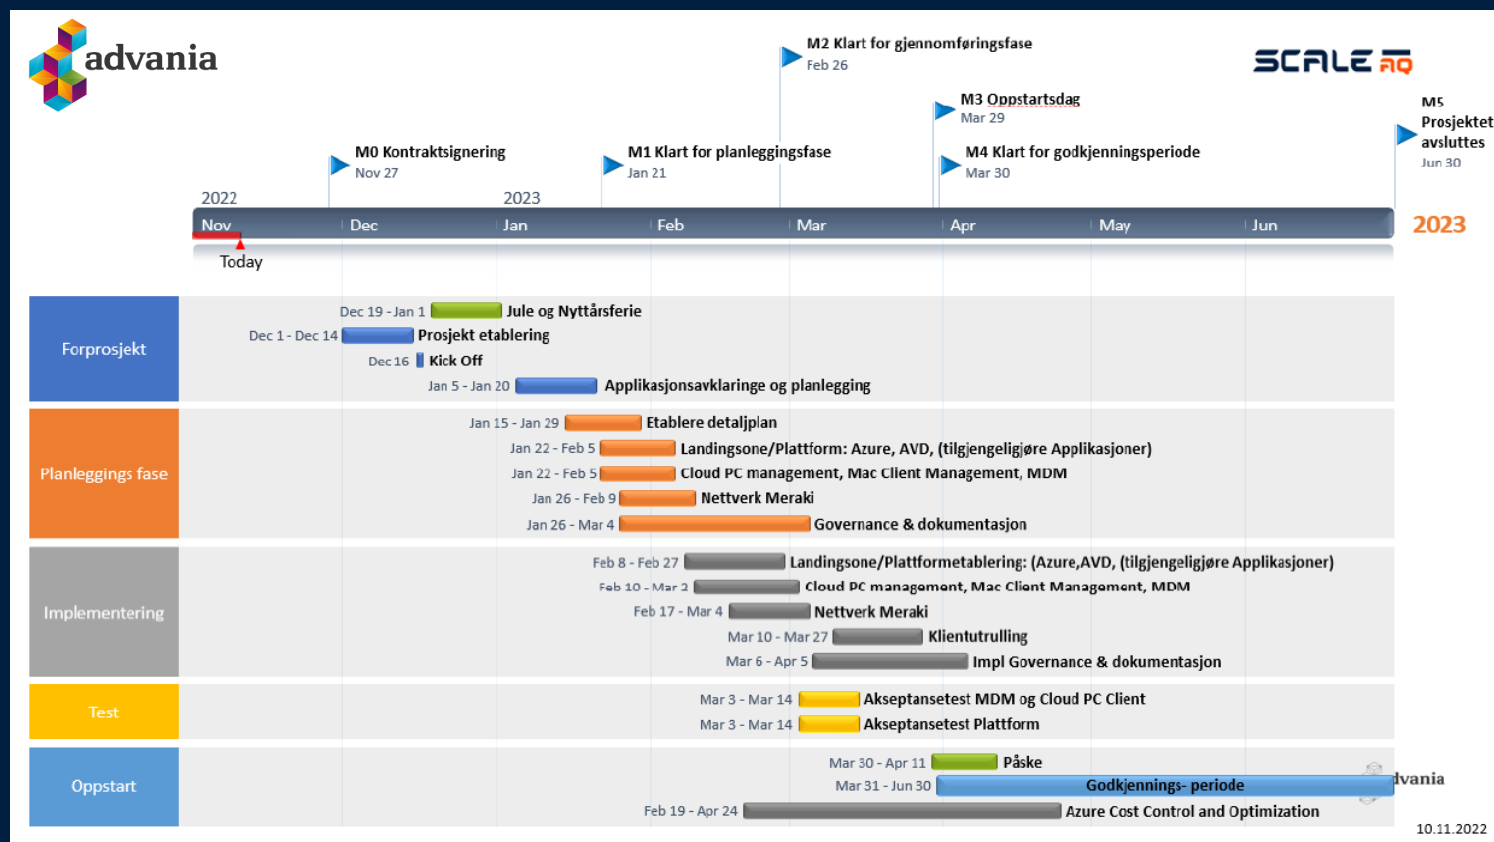 advania
SCALE AQ
M2 Klart for gjennomføringsfase
Feb 26
M3 Oppstartsdag
Mar 29
M5
Prosjektet
avsluttes
Jun 30
M0 Kontraktsignering
Nov 27
M1 Klart for planleggingsfase
Jan 21
M4 Klart for godkjenningsperiode
Mar 30
2022
2023
Nov
Dec
Jan
Feb
Mar
Apr
May
Jun
2023
Today
Forprosjekt
Dec 19 - Jan 1 Jule og Nyttårsferie
Dec 1 - Dec 14 Prosjekt etablering
Dec 16 Kick Off
Jan 5 - Jan 20 Applikasjonsavklaringe og planlegging
Planleggings fase
Jan 15 - Jan 29 Etablere detaljplan
Jan 22 - Feb 5 Landingsone/Plattform: Azure, AVD, (tilgjengeligjøre Applikasjoner)
Jan 22 - Feb 5 Cloud PC management, Mac Client Management, MDM
Jan 26 - Feb 9 Nettverk Meraki
Jan 26 - Mar 4 Governance & dokumentasjon
Implementering
Feb 8 - Feb 27 Landingsone/Plattformetablering: (Azure,AVD, (tilgjengeligjøre Applikasjoner)
Feb 10 - Mar 2 Cloud PC management, Mac Client Management, MDM
Feb 17 - Mar 4 Nettverk Meraki
Mar 10 - Mar 27 Klientutrulling
Mar 6 - Apr 5 Impl Governance & dokumentasjon
Test
Mar 3 - Mar 14 Akseptansetest MDM og Cloud PC Client
Mar 3 - Mar 14 Akseptansetest Plattform
Oppstart
Mar 30 - Apr 11 Påske
Mar 31 - Jun 30 Godkjennings- periode
Feb 19 - Apr 24 Azure Cost Control and Optimization
dvania
10.11.2022